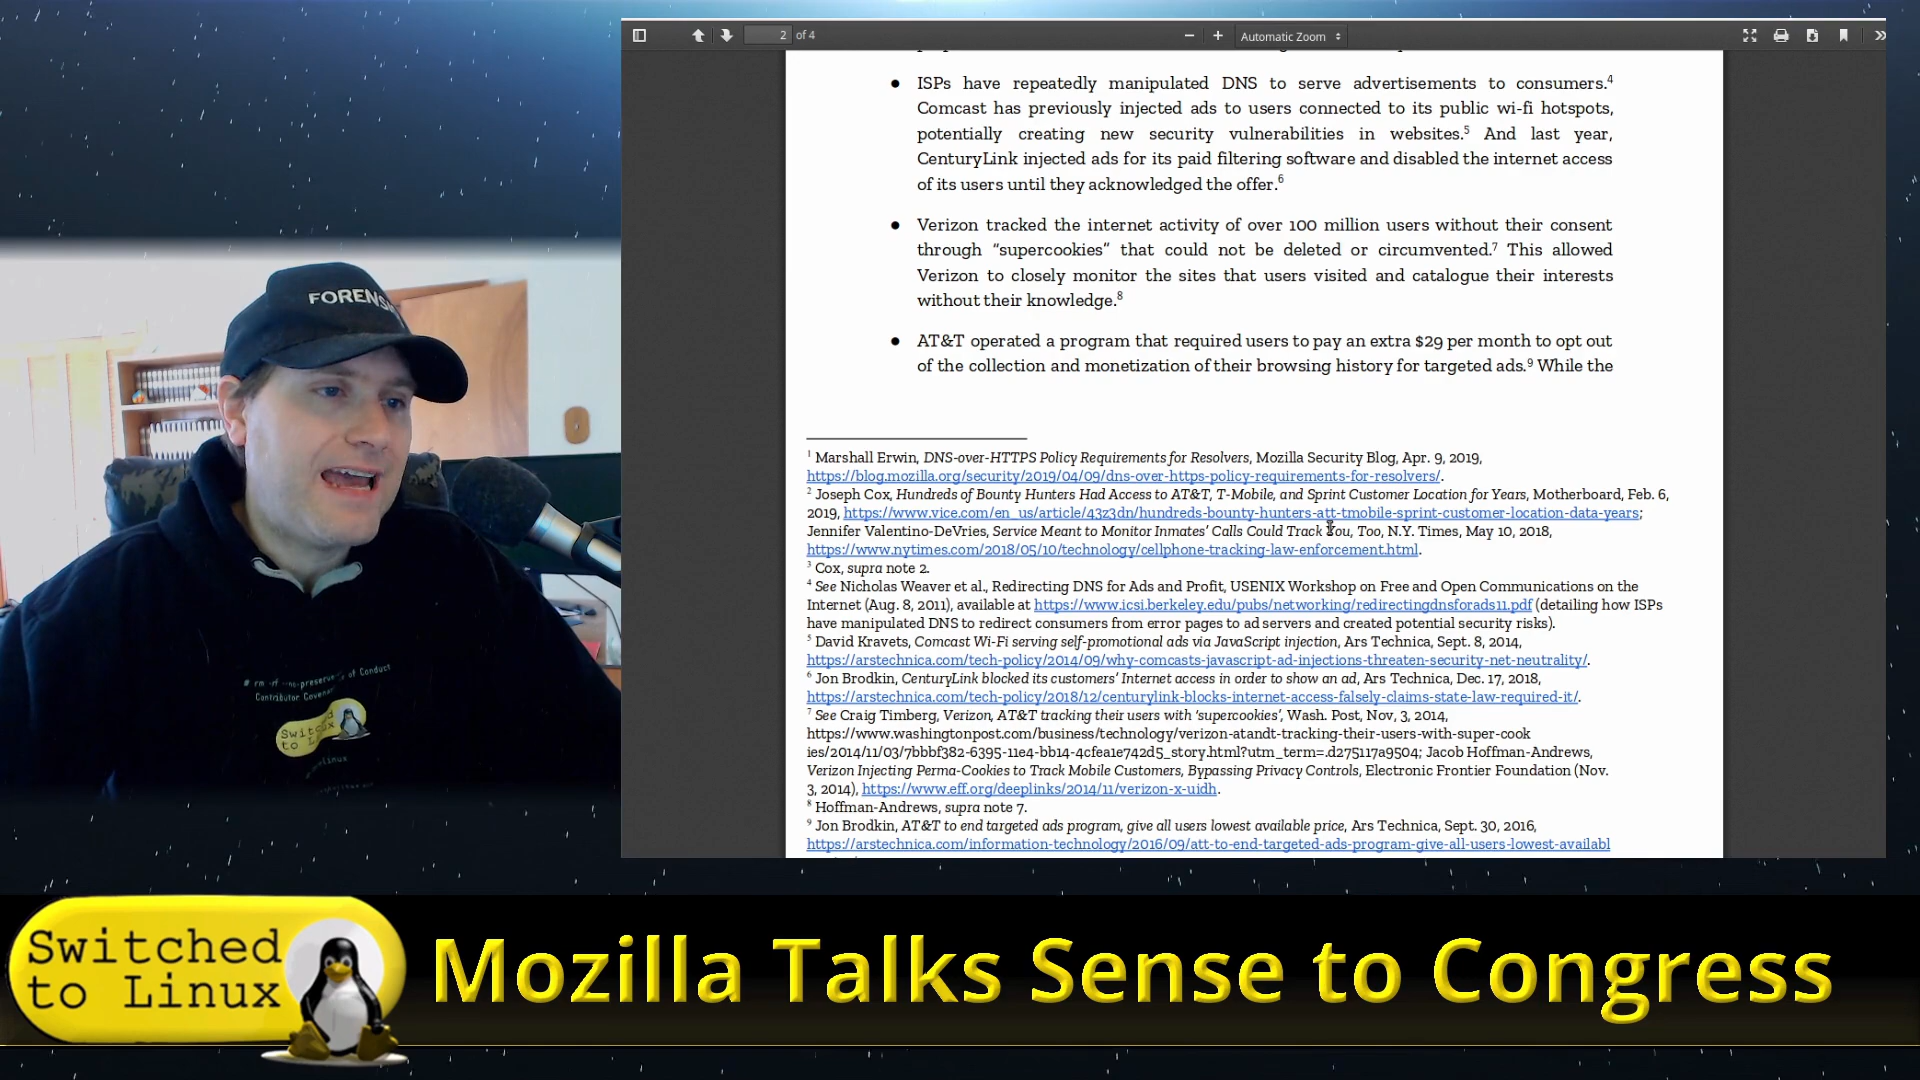 2 of 4
Automatic Zoom
● ISPs have repeatedly manipulated DNS to serve advertisements to consumers.4
Comcast has previously injected ads to users connected to its public wi-fi hotspots,
potentially creating new security vulnerabilities in websites.5 And last year,
CenturyLink injected ads for its paid filtering software and disabled the internet access
of its users until they acknowledged the offer.6
● Verizon tracked the internet activity of over 100 million users without their consent
through “supercookies” that could not be deleted or circumvented.7 This allowed
Verizon to closely monitor the sites that users visited and catalogue their interests
without their knowledge.8
● AT&T operated a program that required users to pay an extra $29 per month to opt out
of the collection and monetization of their browsing history for targeted ads.9 While the
1 Marshall Erwin, DNS-over-HTTPS Policy Requirements for Resolvers, Mozilla Security Blog, Apr. 9, 2019,
https://blog.mozilla.org/security/2019/04/09/dns-over-https-policy-requirements-for-resolvers/.
2 Joseph Cox, Hundreds of Bounty Hunters Had Access to AT&T, T-Mobile, and Sprint Customer Location for Years, Motherboard, Feb. 6,
2019, https://www.vice.com/en_us/article/43z3dn/hundreds-bounty-hunters-att-tmobile-sprint-customer-location-data-years;
Jennifer Valentino-DeVries, Service Meant to Monitor Inmates’ Calls Could Track You, Too, N.Y. Times, May 10, 2018,
https://www.nytimes.com/2018/05/10/technology/cellphone-tracking-law-enforcement.html.
3 Cox, supra note 2.
4 See Nicholas Weaver et al., Redirecting DNS for Ads and Profit, USENIX Workshop on Free and Open Communications on the
Internet (Aug. 8, 2011), available at https://www.icsi.berkeley.edu/pubs/networking/redirectingdnsforads11.pdf (detailing how ISPs
have manipulated DNS to redirect consumers from error pages to ad servers and created potential security risks).
5 David Kravets, Comcast Wi-Fi serving self-promotional ads via JavaScript injection, Ars Technica, Sept. 8, 2014,
https://arstechnica.com/tech-policy/2014/09/why-comcasts-javascript-ad-injections-threaten-security-net-neutrality/.
6 Jon Brodkin, CenturyLink blocked its customers’ Internet access in order to show an ad, Ars Technica, Dec. 17, 2018,
https://arstechnica.com/tech-policy/2018/12/centurylink-blocks-internet-access-falsely-claims-state-law-required-it/.
7 See Craig Timberg, Verizon, AT&T tracking their users with ‘supercookies’, Wash. Post, Nov, 3, 2014,
https://www.washingtonpost.com/business/technology/verizon-atandt-tracking-their-users-with-super-cook
ies/2014/11/03/7bbbf382-6395-11e4-bb14-4cfea1e742d5_story.html?utm_term=.d275117a9504; Jacob Hoffman-Andrews,
Verizon Injecting Perma-Cookies to Track Mobile Customers, Bypassing Privacy Controls, Electronic Frontier Foundation (Nov.
3, 2014), https://www.eff.org/deeplinks/2014/11/verizon-x-uidh.
8 Hoffman-Andrews, supra note 7.
9 Jon Brodkin, AT&T to end targeted ads program, give all users lowest available price, Ars Technica, Sept. 30, 2016,
https://arstechnica.com/information-technology/2016/09/att-to-end-targeted-ads-program-give-all-users-lowest-availabl
FORENS
# rm -rf of Conduct
Contributor
Switched
to L
Switched
to Linux
Mozilla Talks Sense to Congress